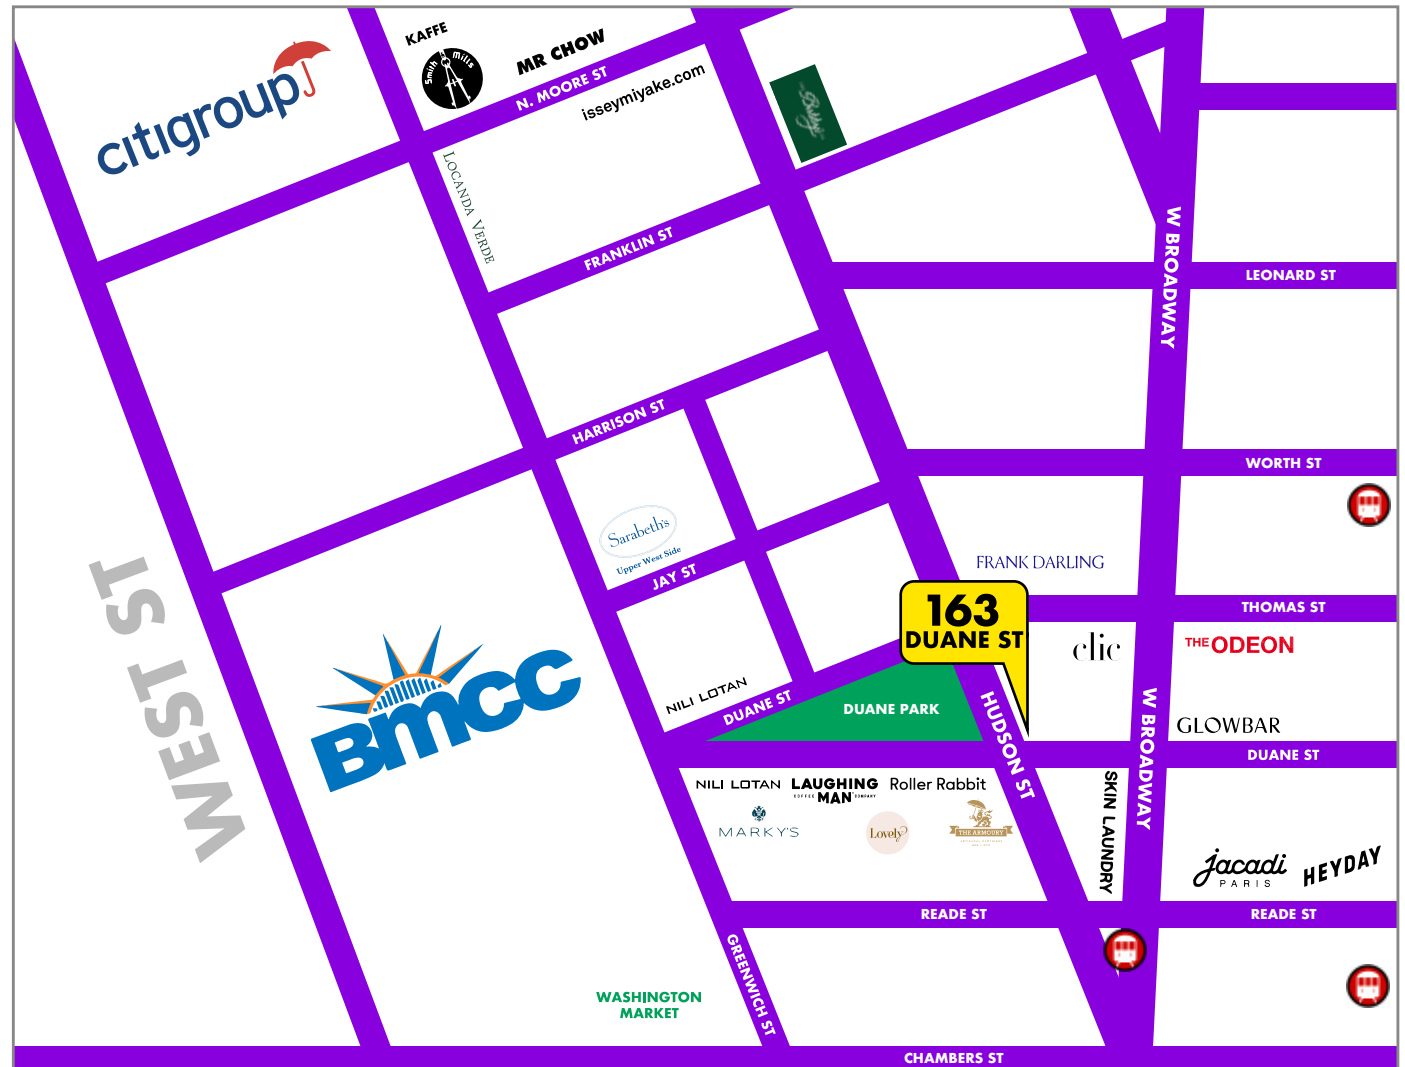 KAFFE
Smith Mills
MR CHOW
N. MOORE ST
isseymiyake.com
citigroup
Bubby's
LOCANDA VERDE
FRANKLIN ST
W BROADWAY
LEONARD ST
HARRISON ST
WORTH ST
Sarabeth's
Upper West Side
JAY ST
FRANK DARLING
163
DUANE ST
THOMAS ST
clic
THE ODEON
WEST ST
BMCC
NILI LOTAN
DUANE ST
DUANE PARK
HUDSON ST
W BROADWAY
GLOWBAR
DUANE ST
NILI LOTAN
LAUGHING
MAN
COFFEE COMPANY
Roller Rabbit
MARKY'S
Lovely
THE ARMOURY
SKIN LAUNDRY
jacadi
PARIS
HEYDAY
READE ST
READE ST
GREENWICH ST
WASHINGTON
MARKET
CHAMBERS ST